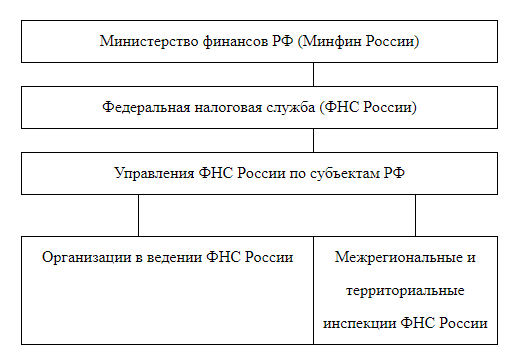 Министерство финансов РФ (Минфин России)
Федеральная налоговая служба (ФНС России)
Управления ФНС России по субъектам РФ
Организации в ведении ФНС России
Межрегиональные и
территориальные
инспекции ФНС России